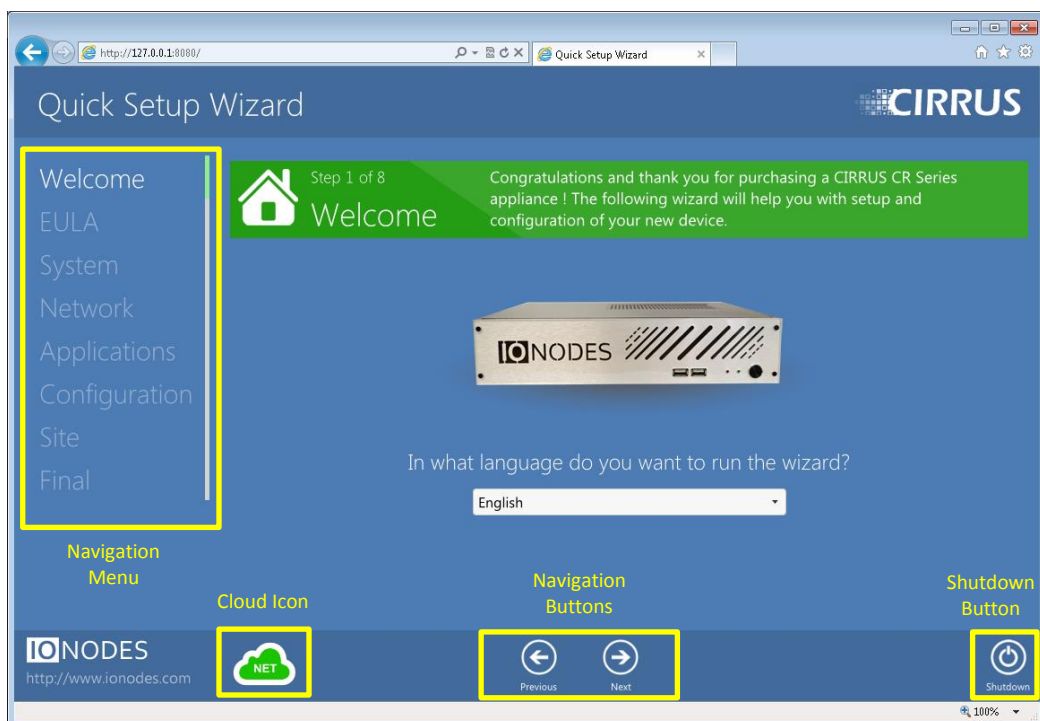 http://127.0.0.1:8080/
Quick Setup Wizard
Quick Setup Wizard
CIRRUS
Welcome
EULA
System
Network
Applications
Configuration
Site
Final
Step 1 of 8
Welcome
Congratulations and thank you for purchasing a CIRRUS CR Series
appliance ! The following wizard will help you with setup and
configuration of your new device.
IONODES
In what language do you want to run the wizard?
English
Navigation
Menu
Cloud Icon
Navigation
Buttons
Shutdown
Button
IONODES
http://www.ionodes.com
NET
Previous
Next
Shutdown
100%